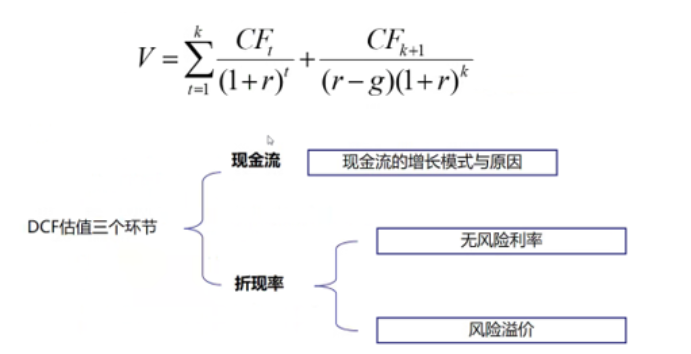 V = \sum_{t=1}^{k} \frac{CF_t}{(1+r)^t} + \frac{CF_{k+1}}{(r-g)(1+r)^k}
现金流
现金流的增长模式与原因
DCF估值三个环节
无风险利率
折现率
风险溢价